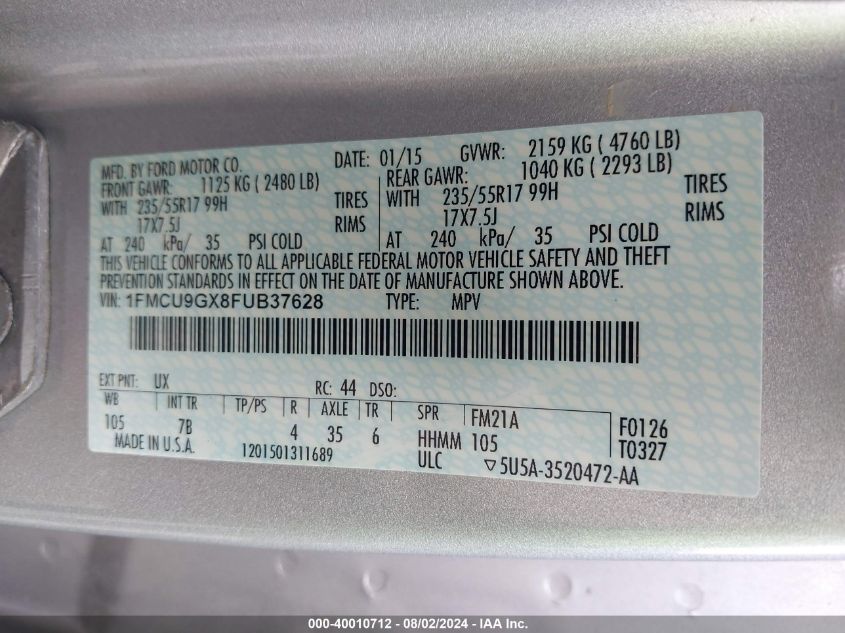 MFD. BY FORD MOTOR CO. DATE: 01/15 GVWR: 2159 KG ( 4760 LB)
FRONT GAWR: 1125 KG ( 2480 LB) REAR GAWR: 1040 KG ( 2293 LB)
WITH 235/55R17 99H TIRES WITH 235/55R17 99H TIRES
17X7.5J RIMS 17X7.5J RIMS
AT 240 kPa/ 35 PSI COLD AT 240 kPa/ 35 PSI COLD
THIS VEHICLE CONFORMS TO ALL APPLICABLE FEDERAL MOTOR VEHICLE SAFETY AND THEFT
PREVENTION STANDARDS IN EFFECT ON THE DATE OF MANUFACTURE SHOWN ABOVE.
VIN: 1FMCU9GX8FUB37628 TYPE: MPV
EXT PNT: UX RC: 44 DSO:
WB INT TR TP/PS R AXLE TR SPR FM21A F0126
105 7B 4 35 6 HHMM 105 T0327
MADE IN U.S.A. 1201501311689 ULC ▽5U5A-3520472-AA
000-40010712 - 08/02/2024 - IAA Inc.